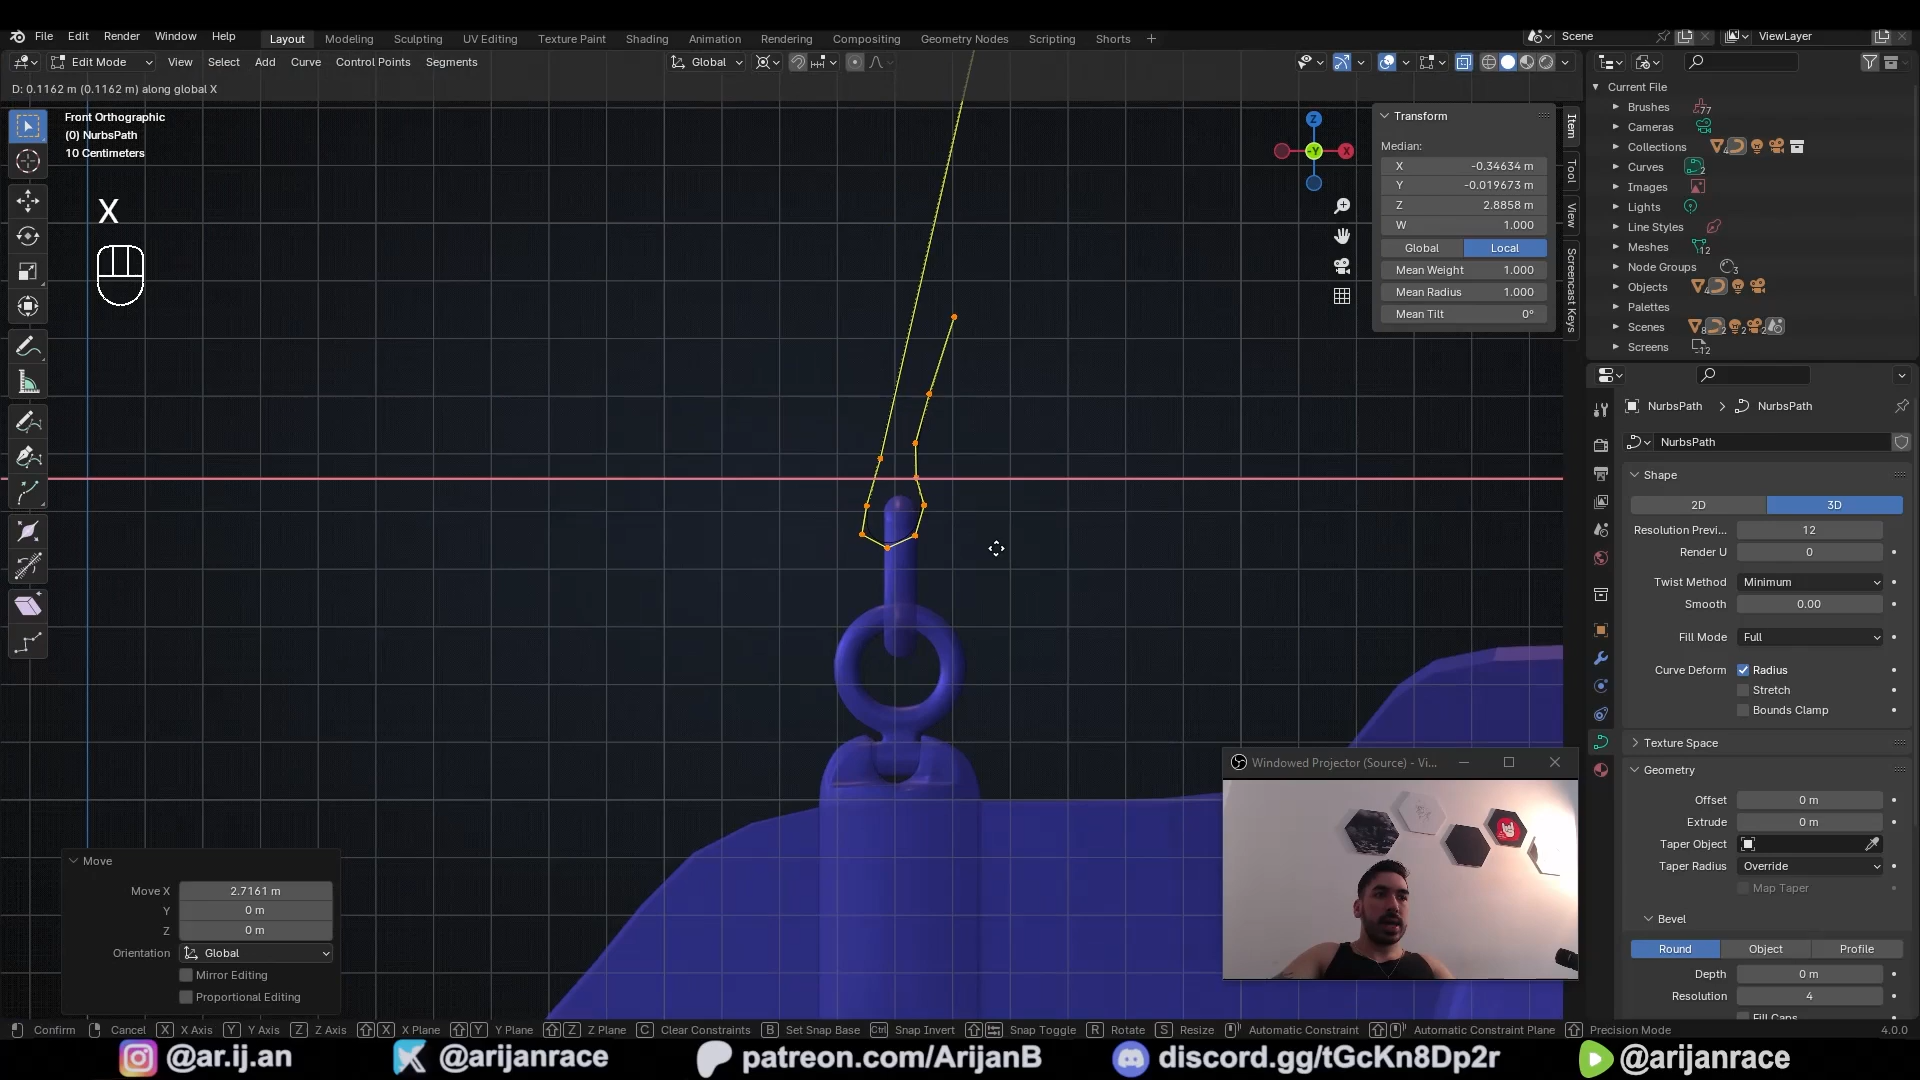 File Edit Render Window Help Layout Modeling Sculpting UV Editing Texture Paint Shading Animation Rendering Compositing Geometry Nodes Scripting Shorts + Scene ViewLayer
Edit Mode View Select Add Curve Control Points Segments Global
D: 0.1162 m (0.1162 m) along global X
Front Orthographic
(0) NurbsPath
10 Centimeters
X
Z
-Y
X
Transform
Median:
X -0.34634 m
Y -0.019673 m
Z 2.8858 m
W 1.000
Global Local
Mean Weight 1.000
Mean Radius 1.000
Mean Tilt 0°
Item
Tool
View
Screencast Keys
Current File
Brushes 77
Cameras
Collections
Curves 2
Images
Lights
Line Styles
Meshes 12
Node Groups 3
Objects
Palettes
Scenes
Screens 12
NurbsPath NurbsPath
NurbsPath
Shape
2D 3D
Resolution Previ... 12
Render U 0
Twist Method Minimum
Smooth 0.00
Fill Mode Full
Curve Deform Radius
Stretch
Bounds Clamp
Texture Space
Geometry
Offset 0 m
Extrude 0 m
Taper Object
Taper Radius Override
Map Taper
Bevel
Round Object Profile
Depth 0 m
Resolution 4
Fill Caps
Windowed Projector (Source) - Vi...
Move
Move X 2.7161 m
Y 0 m
Z 0 m
Orientation Global
Mirror Editing
Proportional Editing
Confirm Cancel X X Axis Y Y Axis Z Z Axis X X Plane Y Y Plane Z Z Plane C Clear Constraints B Set Snap Base Ctrl Snap Invert Snap Toggle R Rotate S Resize Automatic Constraint Automatic Constraint Plane Precision Mode 4.0.0
@ar.ij.an @arijanrace patreon.com/ArijanB discord.gg/tGcKn8Dp2r @arijanrace